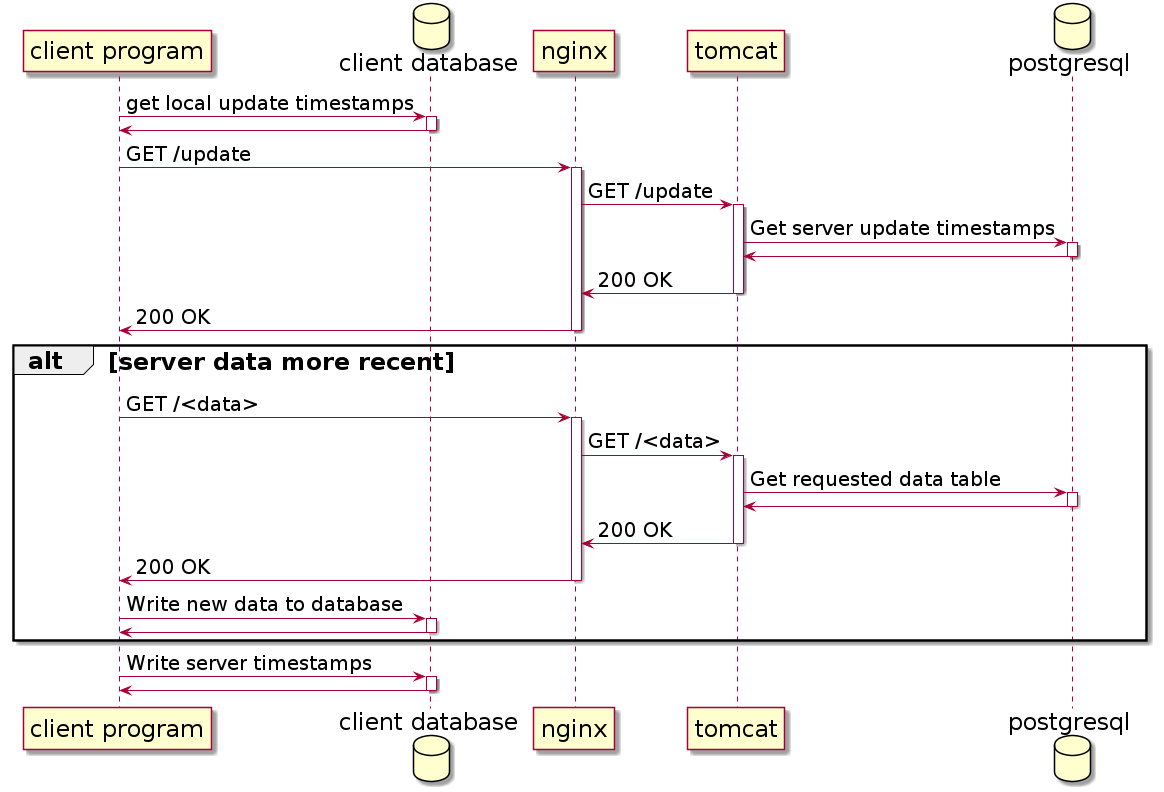 client program
client database
nginx
tomcat
postgresql
get local update timestamps
GET /update
GET /update
Get server update timestamps
200 OK
200 OK
alt [server data more recent]
GET /<data>
GET /<data>
Get requested data table
200 OK
200 OK
Write new data to database
Write server timestamps
client program
client database
nginx
tomcat
postgresql